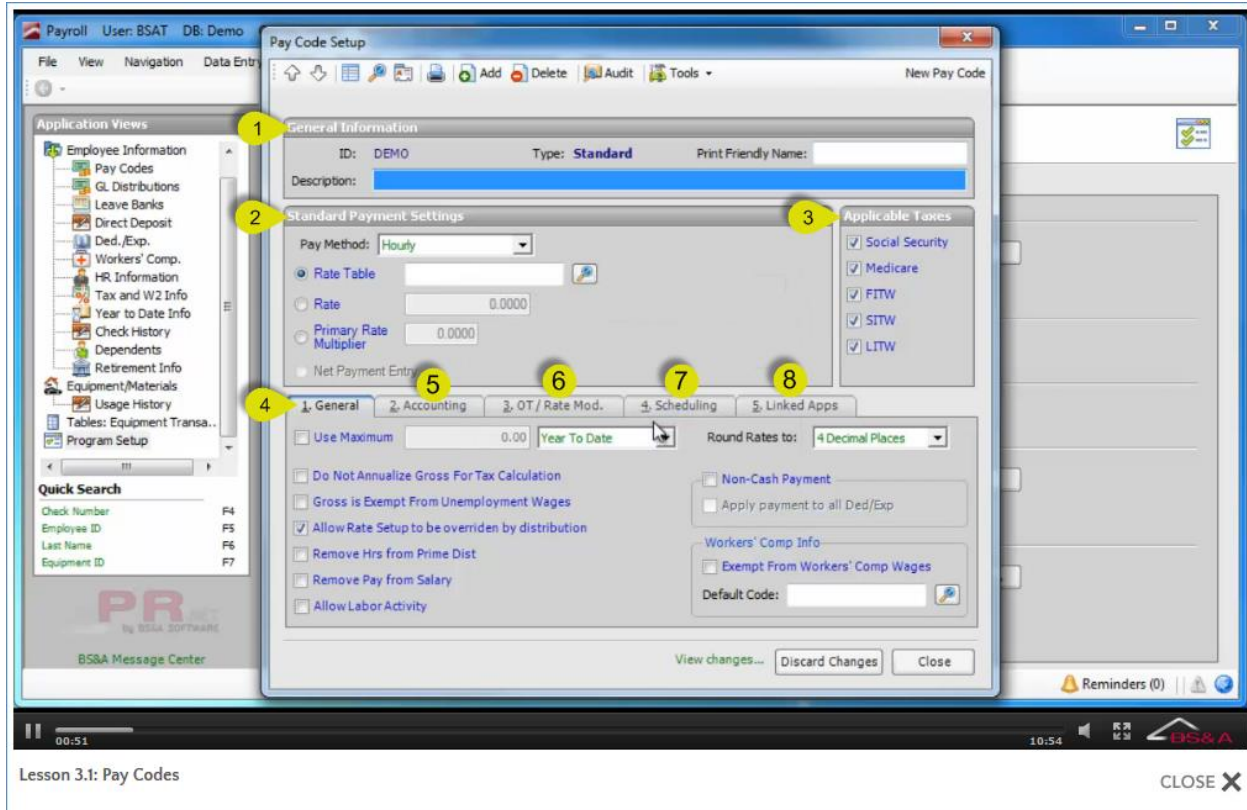 Payroll User: BSAT DB: Demo
File View Navigation Data Entry
Application Views
Employee Information
Pay Codes
GL Distributions
Leave Banks
Direct Deposit
Ded./Exp.
Workers' Comp.
HR Information
Tax and W2 Info
Year to Date Info
Check History
Dependents
Retirement Info
Equipment/Materials
Usage History
Tables: Equipment Transa..
Program Setup
Quick Search
Check Number F4
Employee ID F5
Last Name F6
Equipment ID F7
PR.NET
by BS&A SOFTWARE
BS&A Message Center
Pay Code Setup
Add Delete Audit Tools New Pay Code
1 General Information
ID: DEMO Type: Standard Print Friendly Name:
Description:
2 Standard Payment Settings
Pay Method: Hourly
Rate Table
Rate 0.0000
Primary Rate Multiplier 0.0000
Net Payment Entry
3 Applicable Taxes
Social Security
Medicare
FITW
SITW
LITW
5 6 7 8
4 1. General 2. Accounting 3. OT / Rate Mod. 4. Scheduling 5. Linked Apps
Use Maximum 0.00 Year To Date Round Rates to: 4 Decimal Places
Do Not Annualize Gross For Tax Calculation
Gross is Exempt From Unemployment Wages
Allow Rate Setup to be overriden by distribution
Remove Hrs from Prime Dist
Remove Pay from Salary
Allow Labor Activity
Non-Cash Payment
Apply payment to all Ded/Exp
Workers' Comp Info
Exempt From Workers' Comp Wages
Default Code:
View changes... Discard Changes Close
Reminders (0)
00:51 10:54 BS&A
Lesson 3.1: Pay Codes
CLOSE X